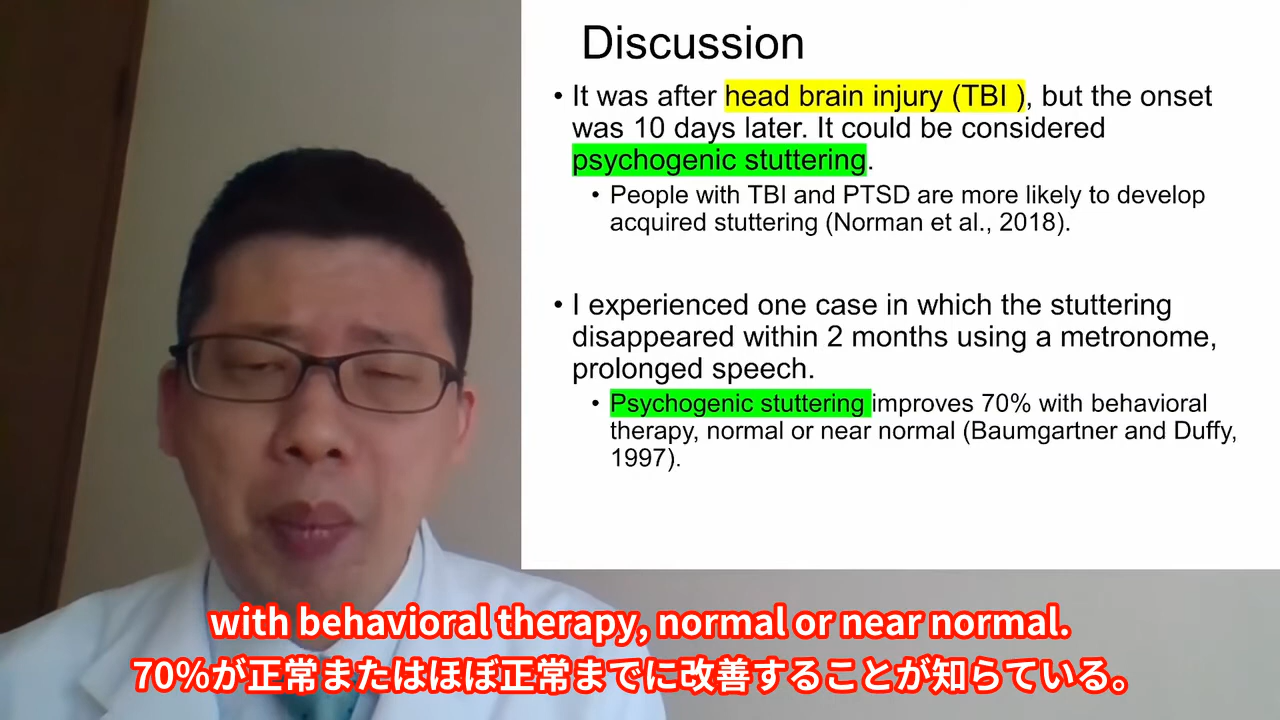 Discussion
• It was after head brain injury (TBI ), but the onset
was 10 days later. It could be considered
psychogenic stuttering.
• People with TBI and PTSD are more likely to develop
acquired stuttering (Norman et al., 2018).
• I experienced one case in which the stuttering
disappeared within 2 months using a metronome,
prolonged speech.
• Psychogenic stuttering improves 70% with behavioral
therapy, normal or near normal (Baumgartner and Duffy,
1997).
with behavioral therapy, normal or near normal.
70%が正常またはほぼ正常までに改善することが知らている。